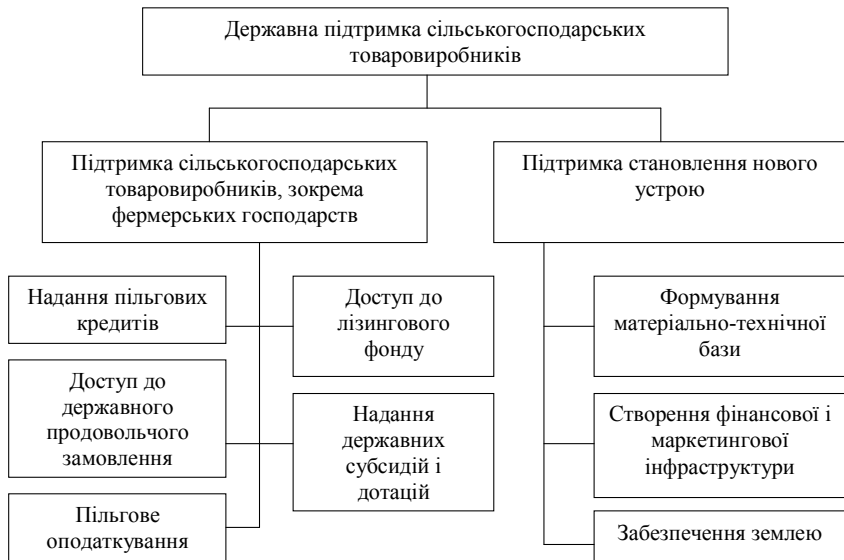 Державна підтримка сільськогосподарських
товаровиробників
Підтримка сільськогосподарських
товаровиробників, зокрема
фермерських господарств
Підтримка становлення нового
устрою
Надання пільгових
кредитів
Доступ до
лізингового
фонду
Формування
матеріально-технічної
бази
Доступ до
державного
продовольчого
замовлення
Надання
державних
субсидій і
дотацій
Створення фінансової і
маркетингової
інфраструктури
Пільгове
оподаткування
Забезпечення землею